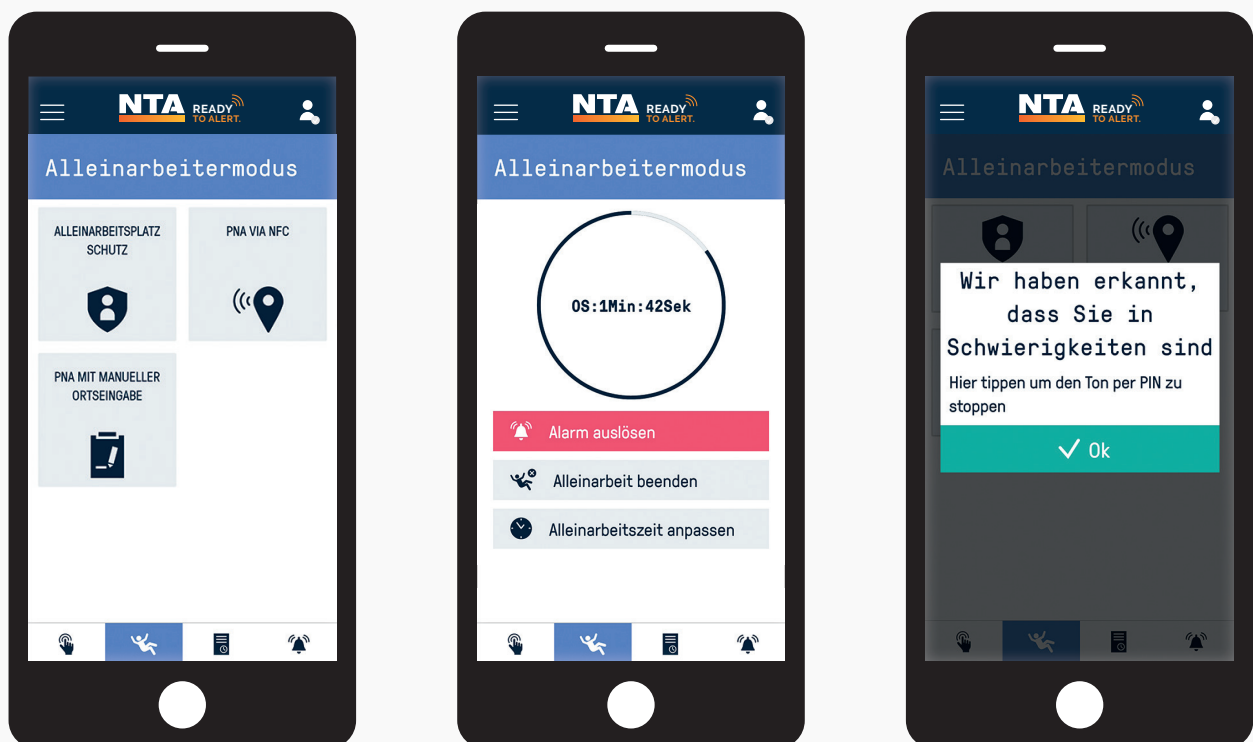 NTA READY
TO ALERT.
Alleinarbeitermodus
ALLEINARBEITSPLATZ
SCHUTZ
PNA VIA NFC
PNA MIT MANUELLER
ORTSEINGABE
NTA READY
TO ALERT.
Alleinarbeitermodus
0S:1Min:42Sek
Alarm auslösen
Alleinarbeit beenden
Alleinarbeitszeit anpassen
NTA READY
TO ALERT.
Alleinarbeitermodus
Wir haben erkannt,
dass Sie in
Schwierigkeiten sind
Hier tippen um den Ton per PIN zu
stoppen
Ok